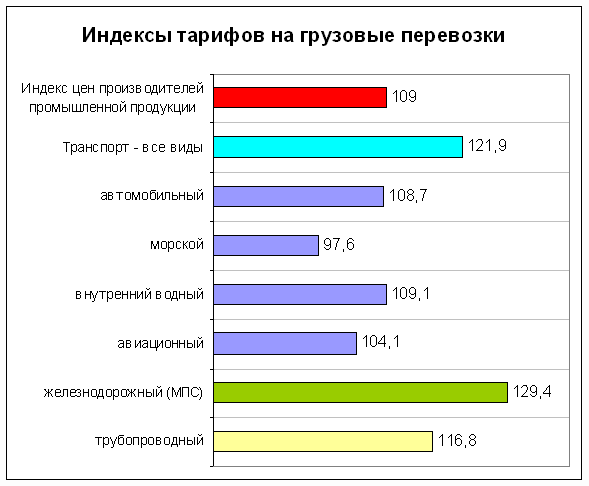 Индексы тарифов на грузовые перевозки
Индекс цен производителей
промышленной продукции
109
Транспорт - все виды
121,9
автомобильный
108,7
морской
97,6
внутренний водный
109,1
авиационный
104,1
железнодорожный (МПС)
129,4
трубопроводный
116,8